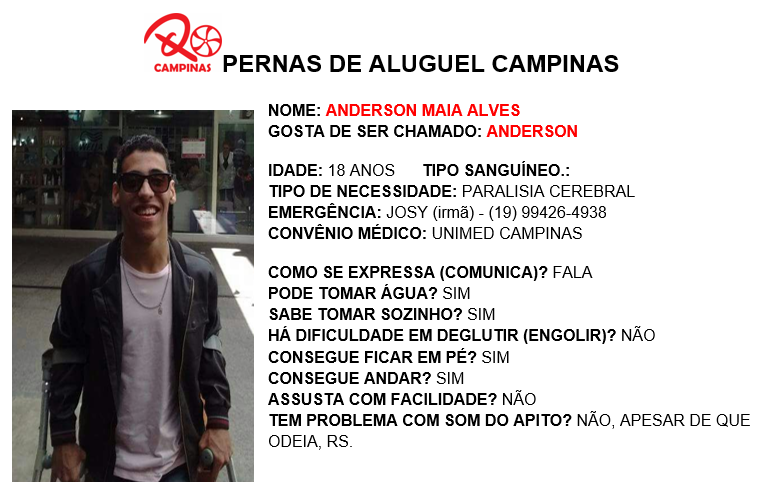 CAMPINAS
PERNAS DE ALUGUEL CAMPINAS
NOME: ANDERSON MAIA ALVES
GOSTA DE SER CHAMADO: ANDERSON
IDADE: 18 ANOS TIPO SANGUÍNEO.:
TIPO DE NECESSIDADE: PARALISIA CEREBRAL
EMERGÊNCIA: JOSY (irmã) - (19) 99426-4938
CONVÊNIO MÉDICO: UNIMED CAMPINAS
COMO SE EXPRESSA (COMUNICA)? FALA
PODE TOMAR ÁGUA? SIM
SABE TOMAR SOZINHO? SIM
HÁ DIFICULDADE EM DEGLUTIR (ENGOLIR)? NÃO
CONSEGUE FICAR EM PÉ? SIM
CONSEGUE ANDAR? SIM
ASSUSTA COM FACILIDADE? NÃO
TEM PROBLEMA COM SOM DO APITO? NÃO, APESAR DE QUE
ODEIA, RS.